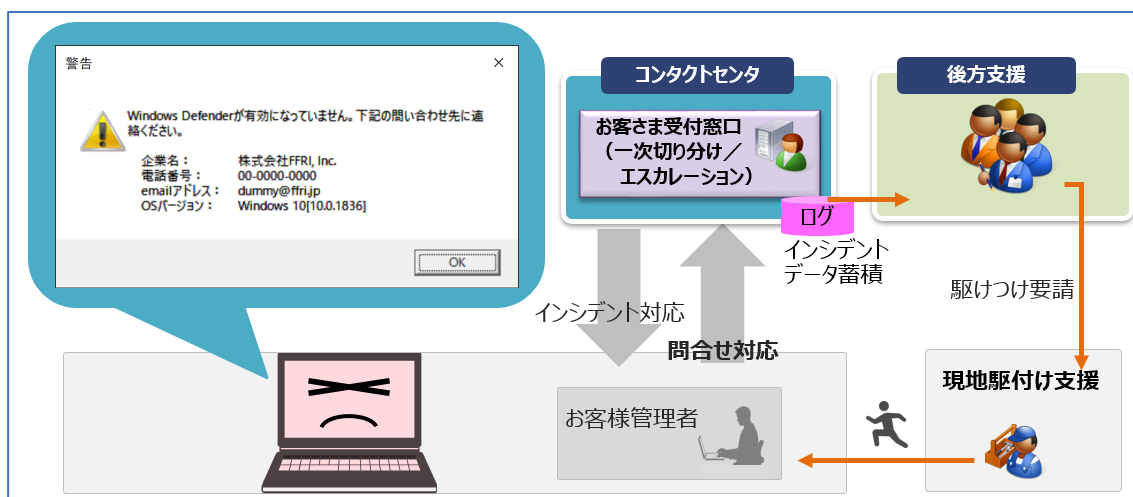 警告
Windows Defenderが有効になっていません。下記の問い合わせ先に連
絡ください。
企業名： 株式会社FFRI, Inc.
電話番号： 00-0000-0000
emailアドレス： dummy@ffri.jp
OSバージョン： Windows 10[10.0.1836]
OK
コンタクトセンタ
お客さま受付窓口
（一次切り分け／
エスカレーション）
ログ
インシデント
データ蓄積
後方支援
駆けつけ要請
インシデント対応
問合せ対応
お客様管理者
現地駆付け支援